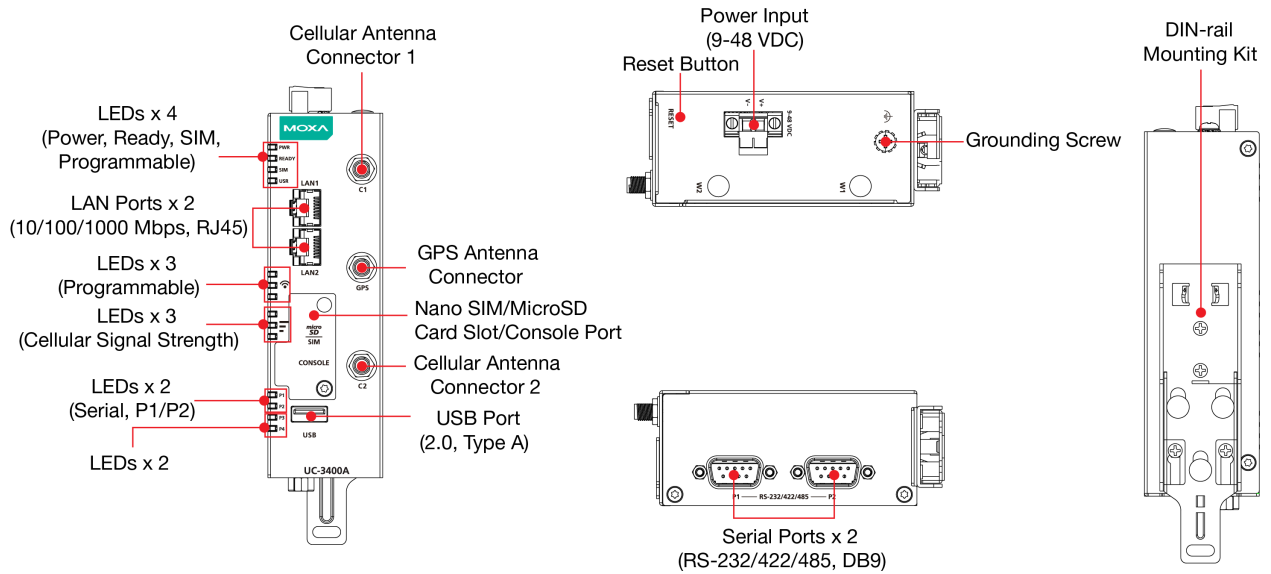 Cellular Antenna
Connector 1
LEDs x 4
(Power, Ready, SIM,
Programmable)
LAN Ports x 2
(10/100/1000 Mbps, RJ45)
LEDs x 3
(Programmable)
LEDs x 3
(Cellular Signal Strength)
LEDs x 2
(Serial, P1/P2)
LEDs x 2
MOXA
PWR
READY
SIM
USR
LAN1
C1
LAN2
GPS
micro
SD
SIM
CONSOLE
C2
P1
P2
P3
P4
USB
UC-3400A
GPS Antenna
Connector
Nano SIM/MicroSD
Card Slot/Console Port
Cellular Antenna
Connector 2
USB Port
(2.0, Type A)
Power Input
(9-48 VDC)
Reset Button
RESET
V-
V+
9-48 VDC
Grounding Screw
W2
W1
P1
RS-232/422/485
P2
Serial Ports x 2
(RS-232/422/485, DB9)
DIN-rail
Mounting Kit